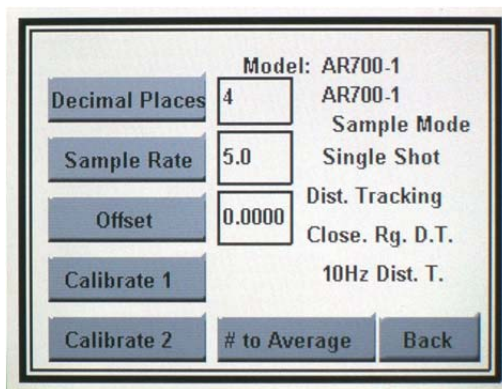 Model: AR700-1
Decimal Places 4 AR700-1
Sample Mode
Sample Rate 5.0 Single Shot
Dist. Tracking
Offset 0.0000
Close. Rg. D.T.
Calibrate 1 10Hz Dist. T.
Calibrate 2 # to Average Back